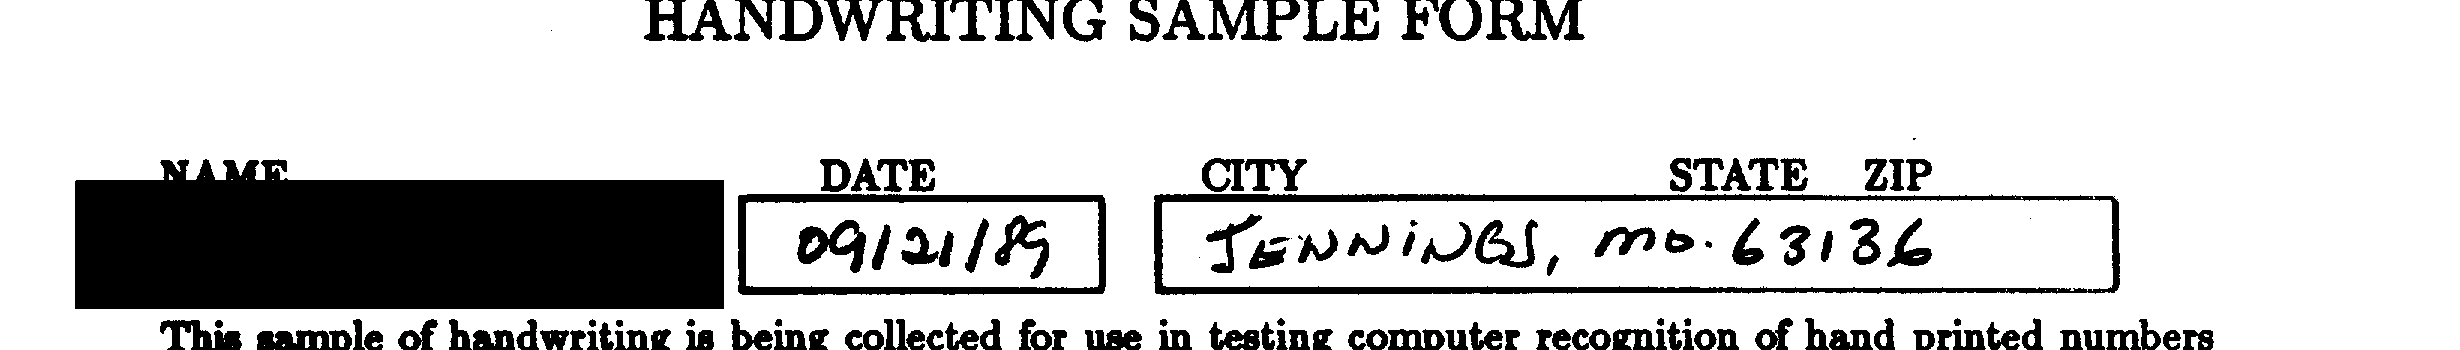 HANDWRITING SAMPLE FORM
NAME DATE CITY STATE ZIP
09/21/89 JENNINGS, mo. 63136
This sample of handwriting is being collected for use in testing computer recognition of hand printed numbers